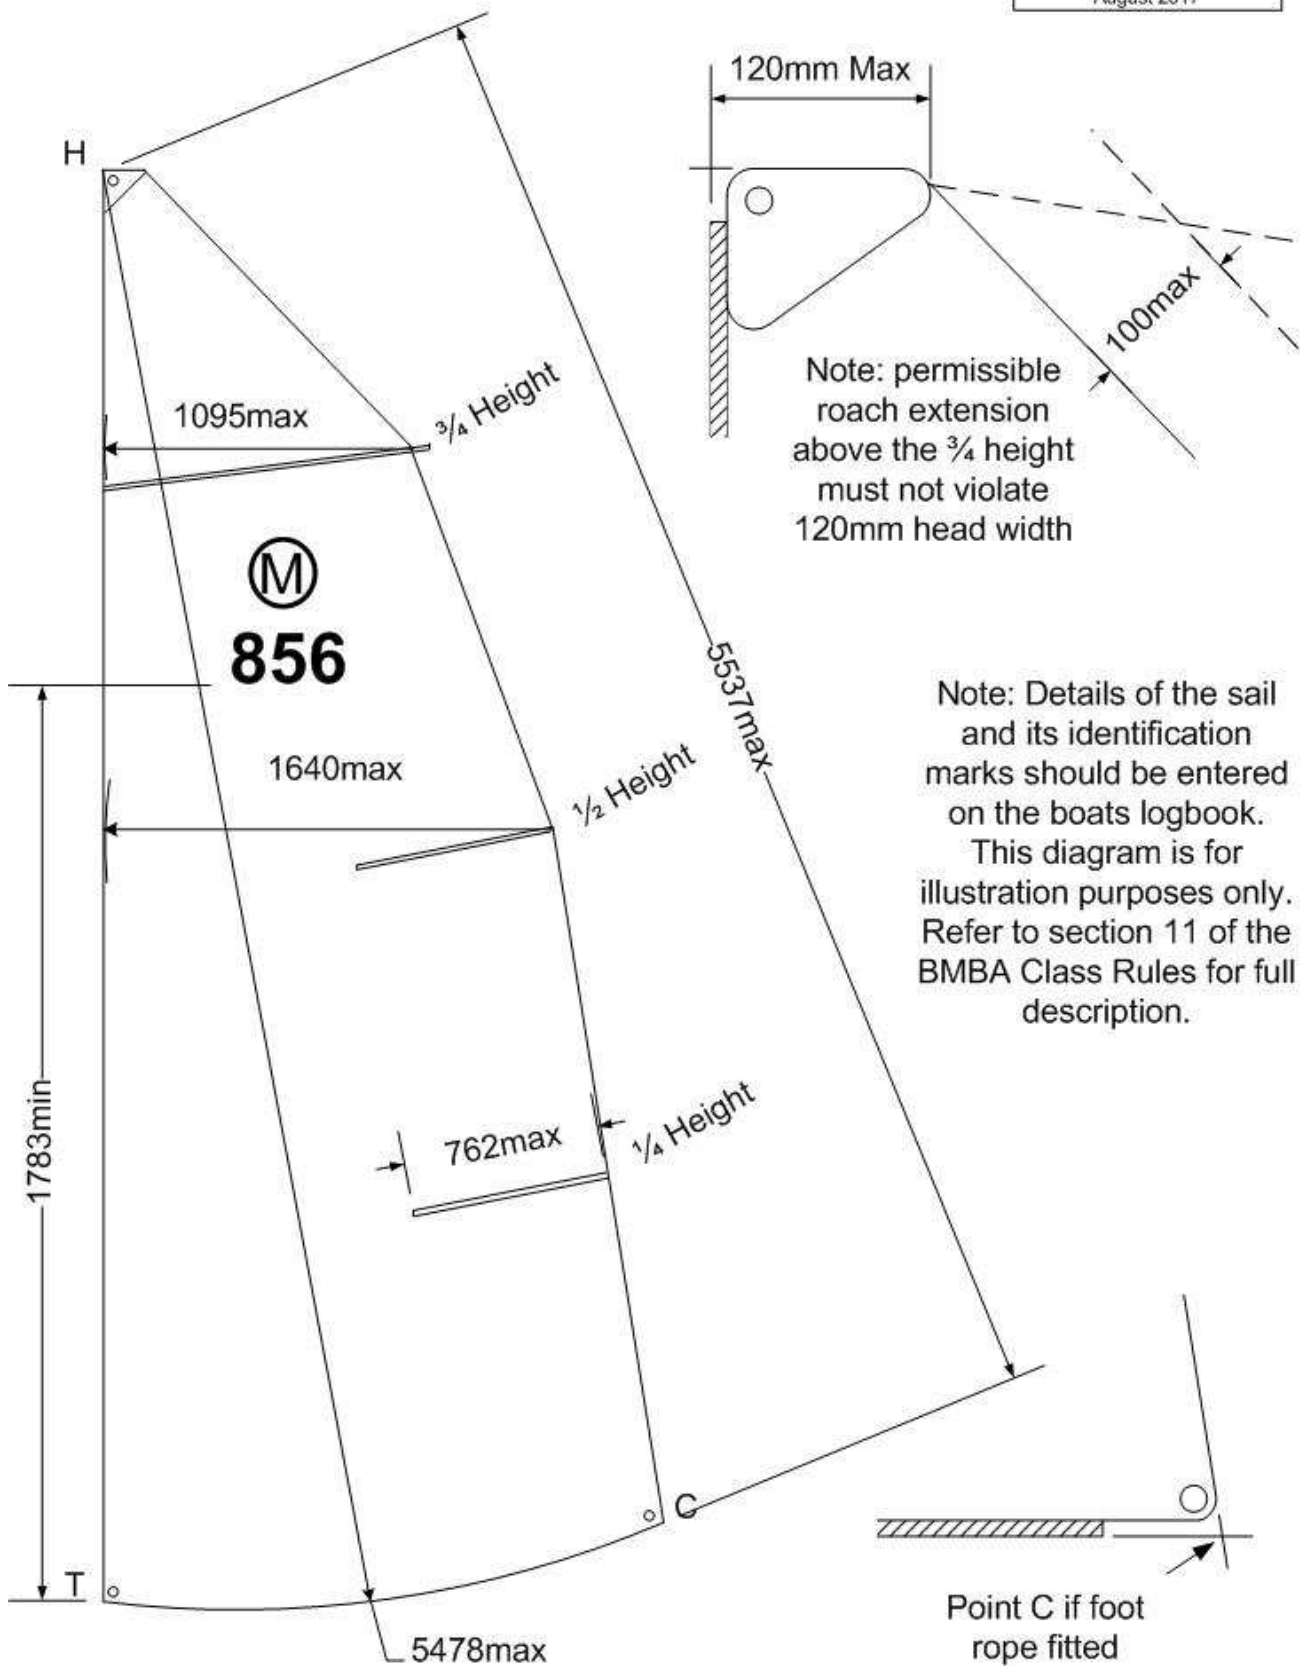 August 2017
120mm Max
H
100max
3/4 Height
1095max
Note: permissible
roach extension
above the ¾ height
must not violate
120mm head width
M
856
5537max
Note: Details of the sail
and its identification
marks should be entered
on the boats logbook.
This diagram is for
illustration purposes only.
Refer to section 11 of the
BMBA Class Rules for full
description.
1640max
1/2 Height
1783min
762max
1/4 Height
C
T
Point C if foot
rope fitted
5478max